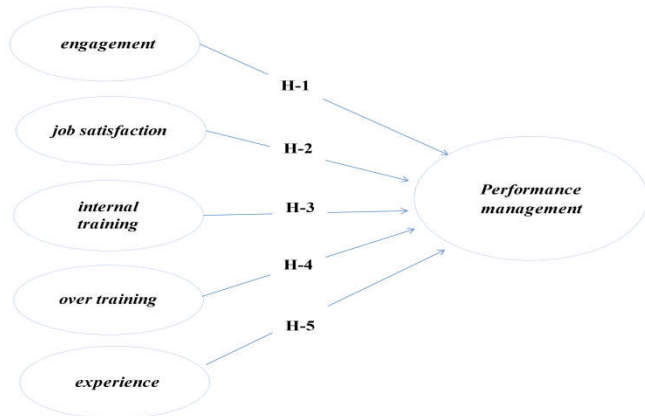 engagement
H-1
job satisfaction
H-2
Performance
management
internal
training
H-3
H-4
over training
H-5
experience